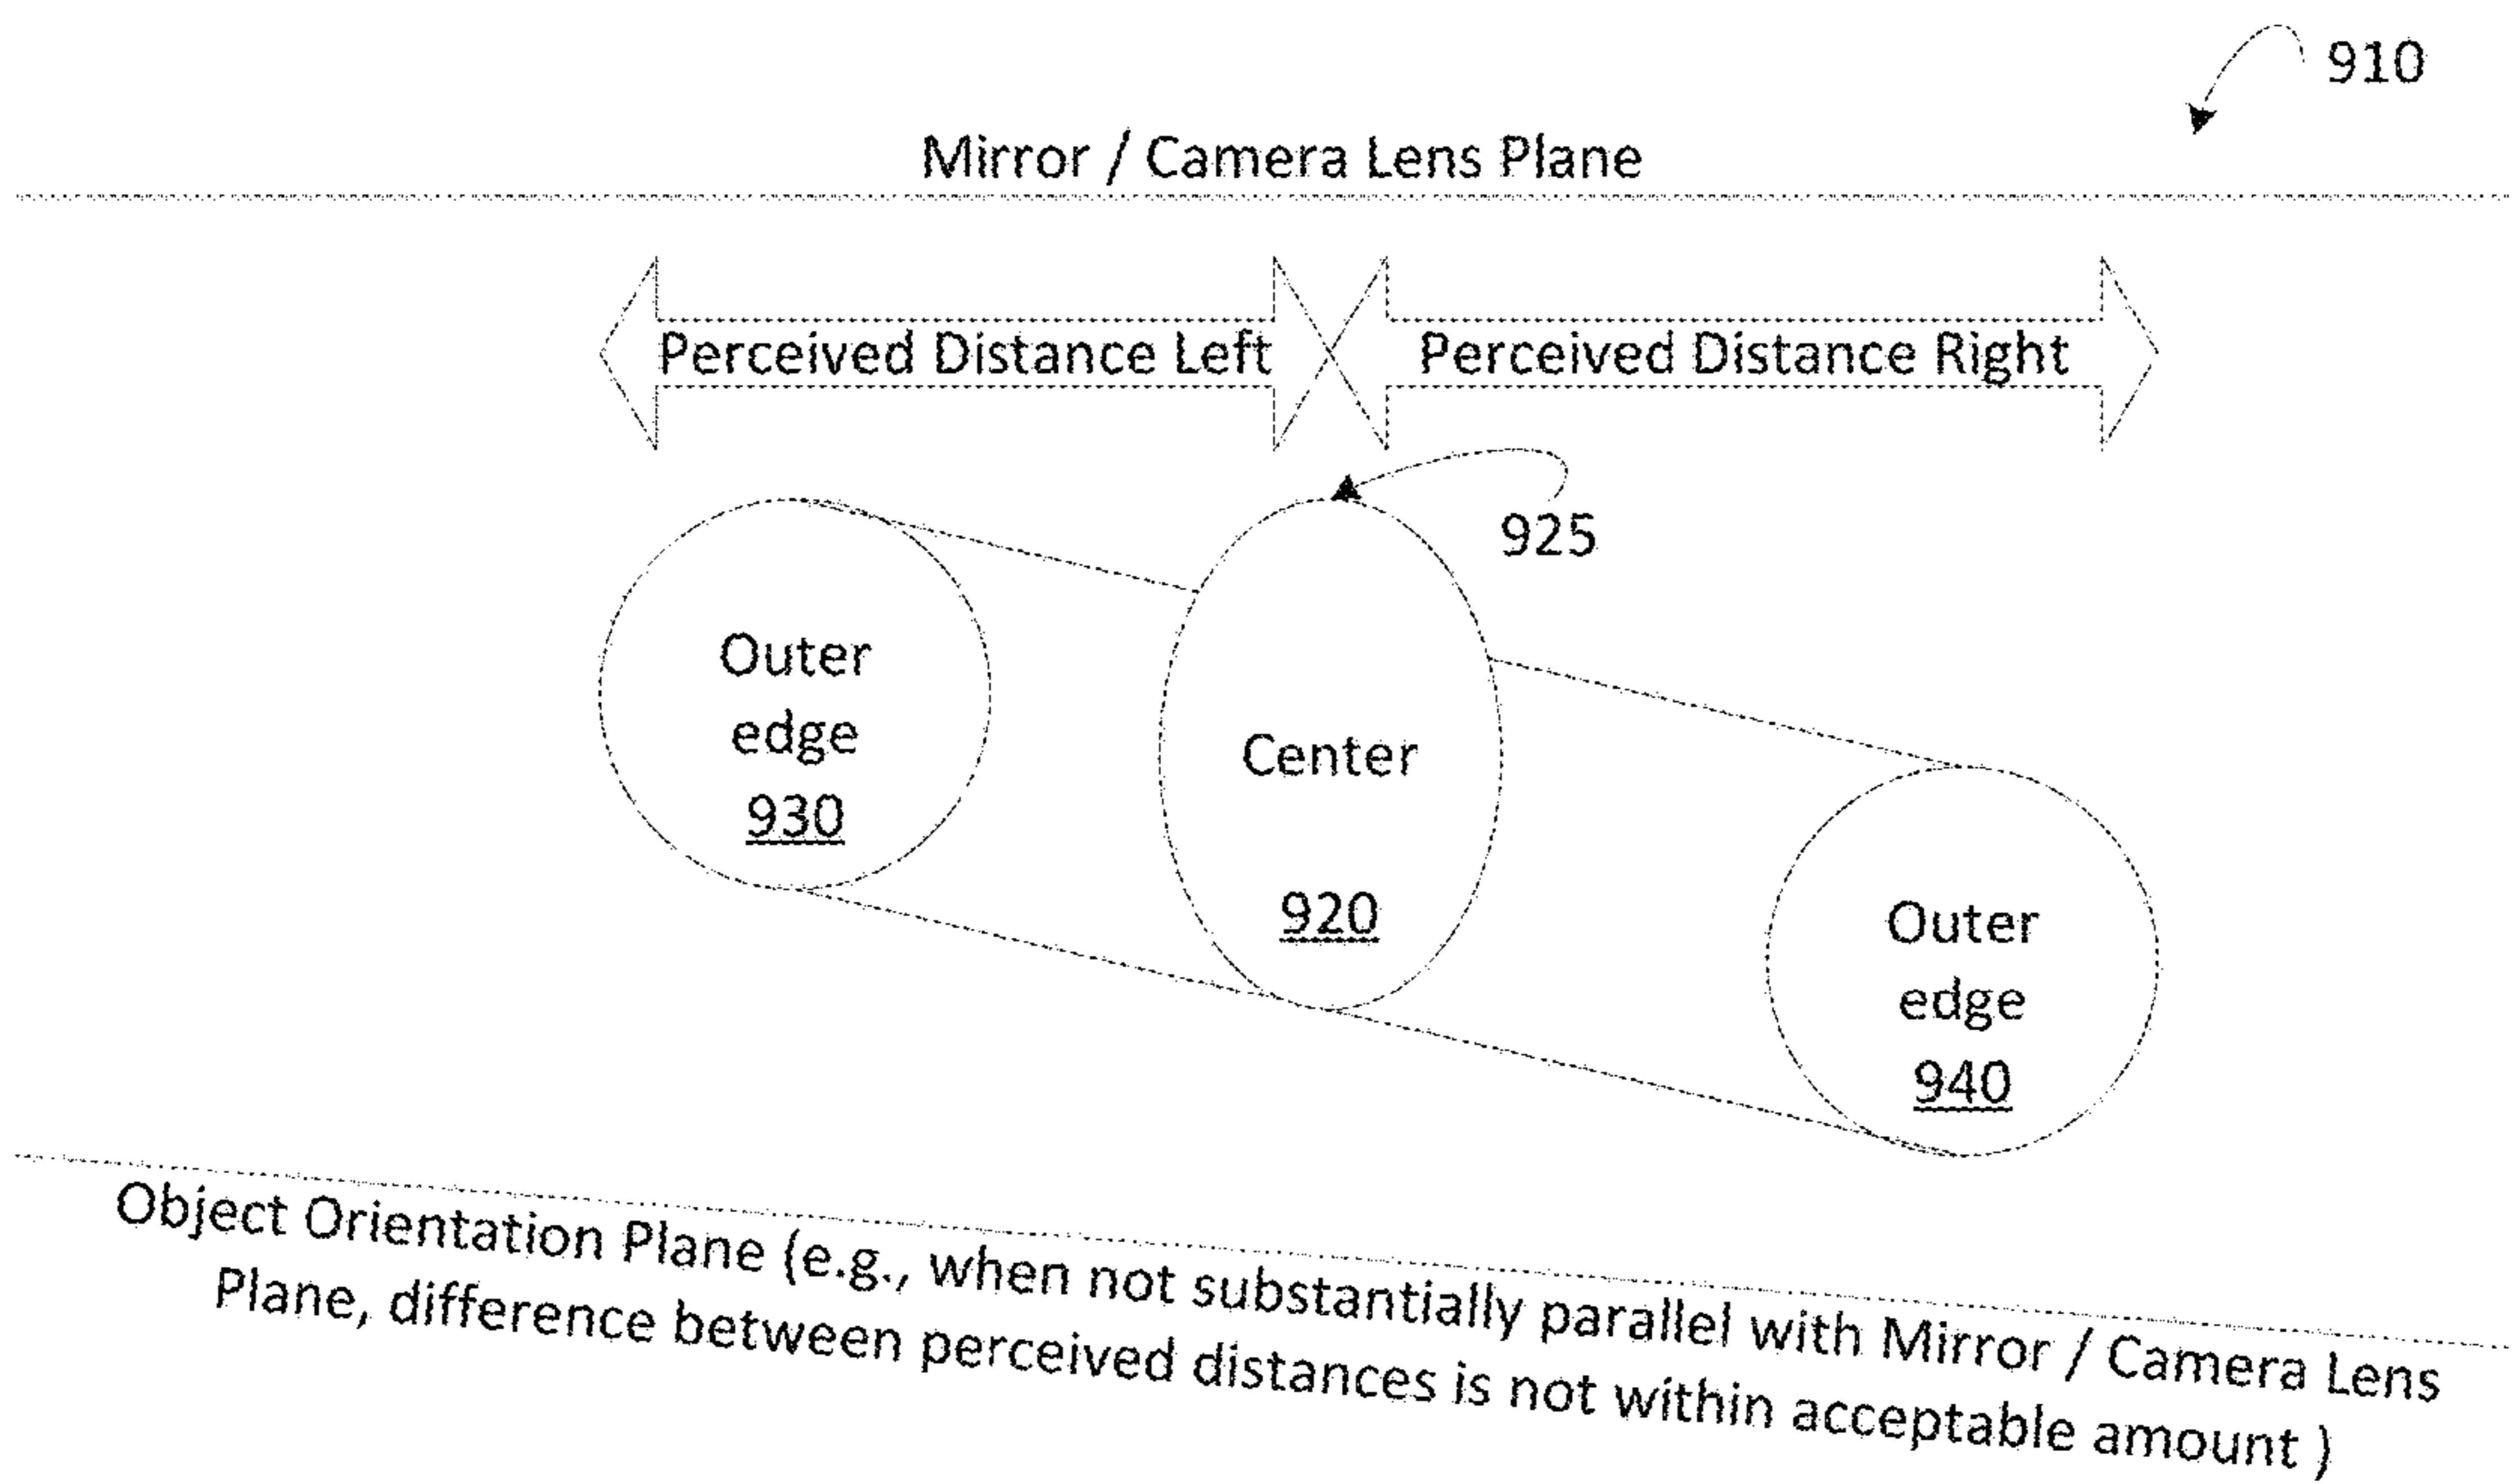 910
Mirror / Camera Lens Plane
Perceived Distance Left
Perceived Distance Right
925
Outer
edge
930
Center
920
Outer
edge
940
Object Orientation Plane (e.g., when not substantially parallel with Mirror / Camera Lens
Plane, difference between perceived distances is not within acceptable amount )